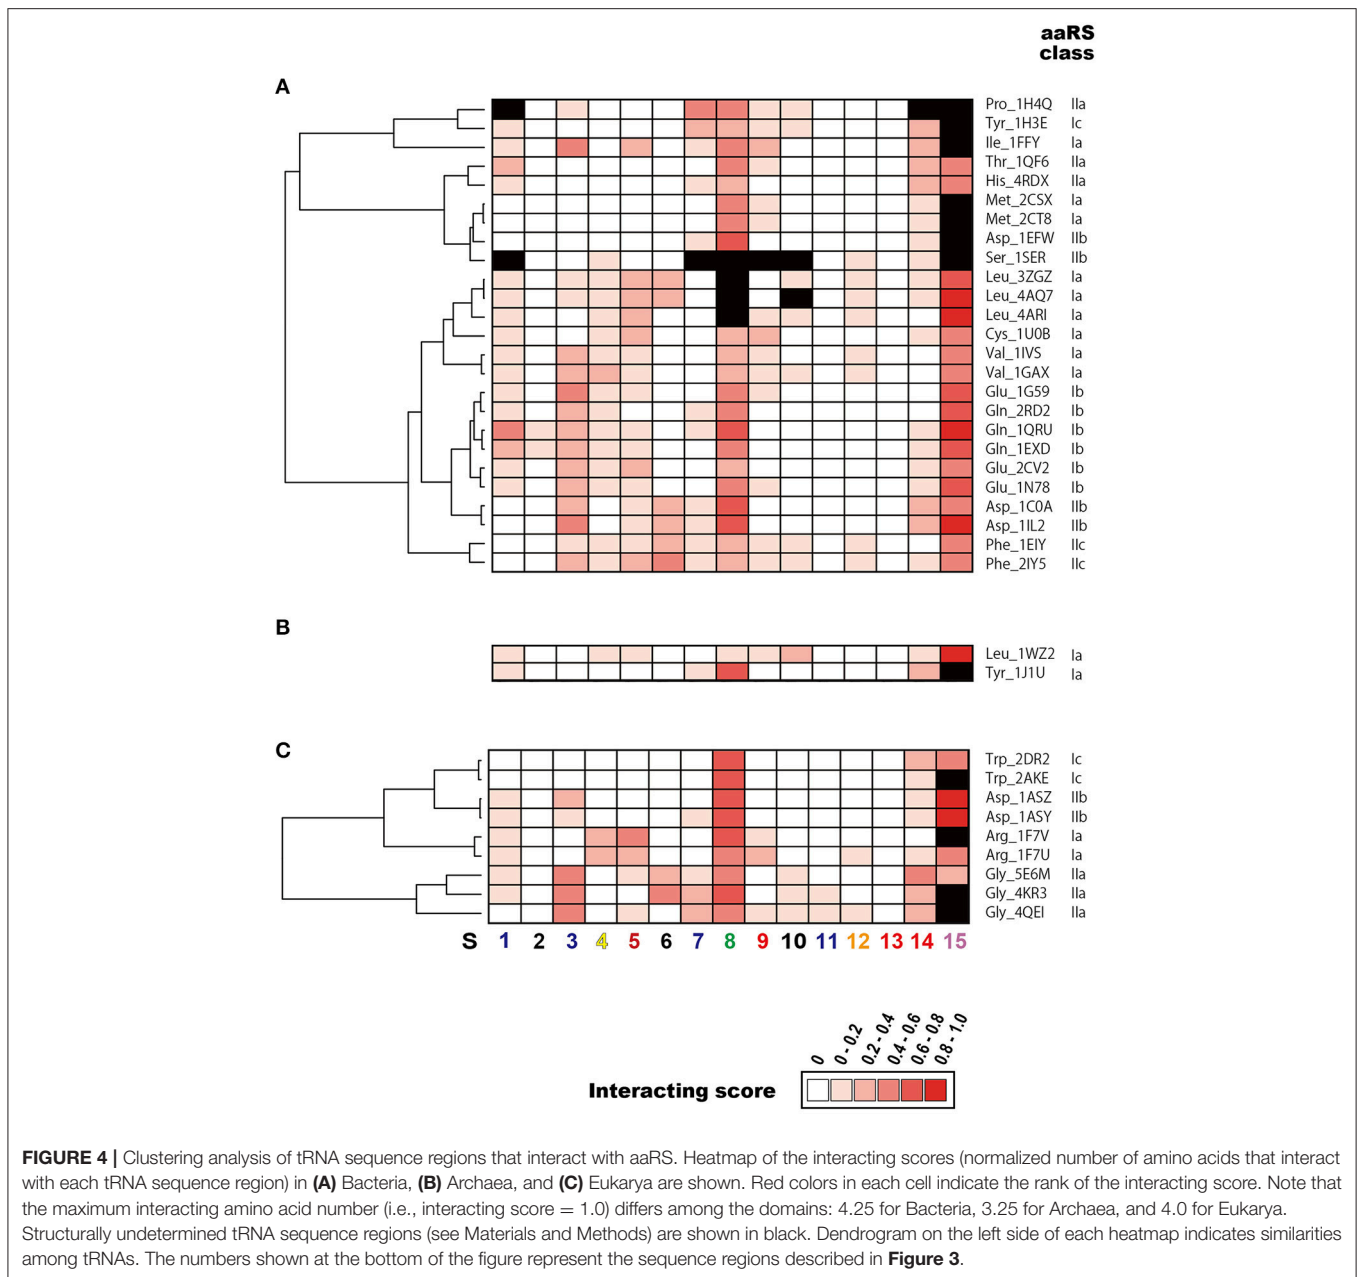 aaRS
class
A
Pro_1H4Q IIa
Tyr_1H3E Ic
Ile_1FFY Ia
Thr_1QF6 IIa
His_4RDX IIa
Met_2CSX Ia
Met_2CT8 Ia
Asp_1EFW IIb
Ser_1SER IIb
Leu_3ZGZ Ia
Leu_4AQ7 Ia
Leu_4ARI Ia
Cys_1U0B Ia
Val_1IVS Ia
Val_1GAX Ia
Glu_1G59 Ib
Gln_2RD2 Ib
Gln_1QRU Ib
Gln_1EXD Ib
Glu_2CV2 Ib
Glu_1N78 Ib
Asp_1C0A IIb
Asp_1IL2 IIb
Phe_1EIY IIc
Phe_2IY5 IIc
B
Leu_1WZ2 Ia
Tyr_1J1U Ia
C
Trp_2DR2 Ic
Trp_2AKE Ic
Asp_1ASZ IIb
Asp_1ASY IIb
Arg_1F7V Ia
Arg_1F7U Ia
Gly_5E6M IIa
Gly_4KR3 IIa
Gly_4QEI IIa
S 1 2 3 4 5 6 7 8 9 10 11 12 13 14 15
0 0 - 0.2 0.2 - 0.4 0.4 - 0.6 0.6 - 0.8 0.8 - 1.0
Interacting score
FIGURE 4 | Clustering analysis of tRNA sequence regions that interact with aaRS. Heatmap of the interacting scores (normalized number of amino acids that interact
with each tRNA sequence region) in (A) Bacteria, (B) Archaea, and (C) Eukarya are shown. Red colors in each cell indicate the rank of the interacting score. Note that
the maximum interacting amino acid number (i.e., interacting score = 1.0) differs among the domains: 4.25 for Bacteria, 3.25 for Archaea, and 4.0 for Eukarya.
Structurally undetermined tRNA sequence regions (see Materials and Methods) are shown in black. Dendrogram on the left side of each heatmap indicates similarities
among tRNAs. The numbers shown at the bottom of the figure represent the sequence regions described in Figure 3.